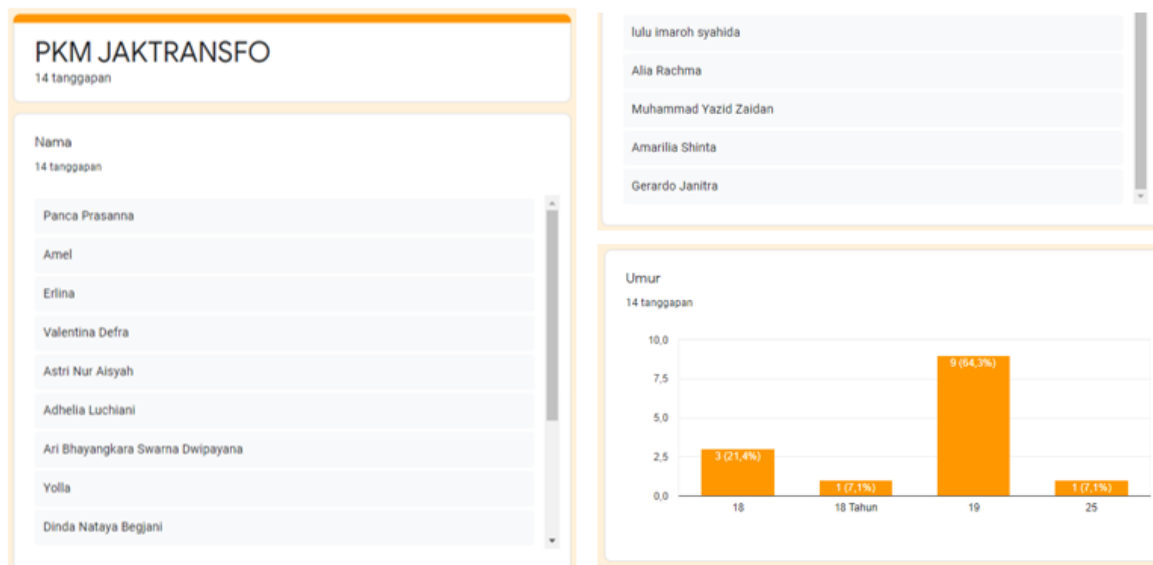 PKM JAKTRANSFO
14 tanggapan
Nama
14 tanggapan
Panca Prasanna
Amel
Erlina
Valentina Defra
Astri Nur Aisyah
Adhelia Luchiani
Ari Bhayangkara Swarna Dwipayana
Yolla
Dinda Nataya Begjani
lulu imaroh syahida
Alia Rachma
Muhammad Yazid Zaidan
Amarilia Shinta
Gerardo Janitra
Umur
14 tanggapan
10,0
7,5
5,0
2,5
0,0
3 (21,4%)
1 (7,1%)
9 (64,3%)
1 (7,1%)
18
18 Tahun
19
25